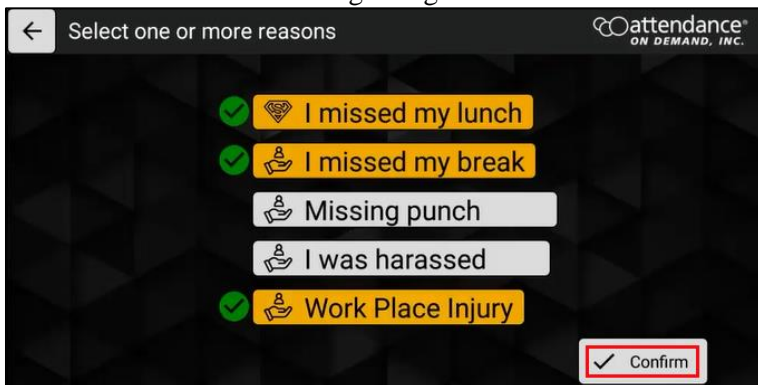 Select one or more reasons
attendance®
ON DEMAND, INC.
I missed my lunch
I missed my break
Missing punch
I was harassed
Work Place Injury
Confirm